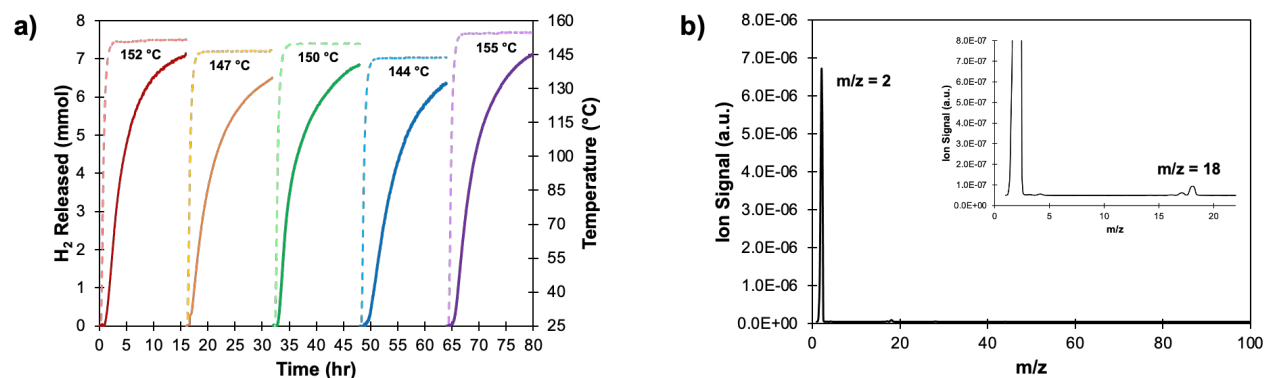 a)
H2 Released (mmol)
8
7
6
5
4
3
2
1
0
152 °C
147 °C
150 °C
144 °C
155 °C
160
145
130
115
100
85
70
55
40
25
Temperature (°C)
0 5 10 15 20 25 30 35 40 45 50 55 60 65 70 75 80
Time (hr)
b)
Ion Signal (a.u.)
8.0E-06
7.0E-06
6.0E-06
5.0E-06
4.0E-06
3.0E-06
2.0E-06
1.0E-06
0.0E+00
m/z = 2
0 20 40 60 80 100
m/z
Ion Signal (a.u.)
8.0E-07
7.0E-07
6.0E-07
5.0E-07
4.0E-07
3.0E-07
2.0E-07
1.0E-07
0.0E+00
m/z = 18
0 5 10 15 20
m/z